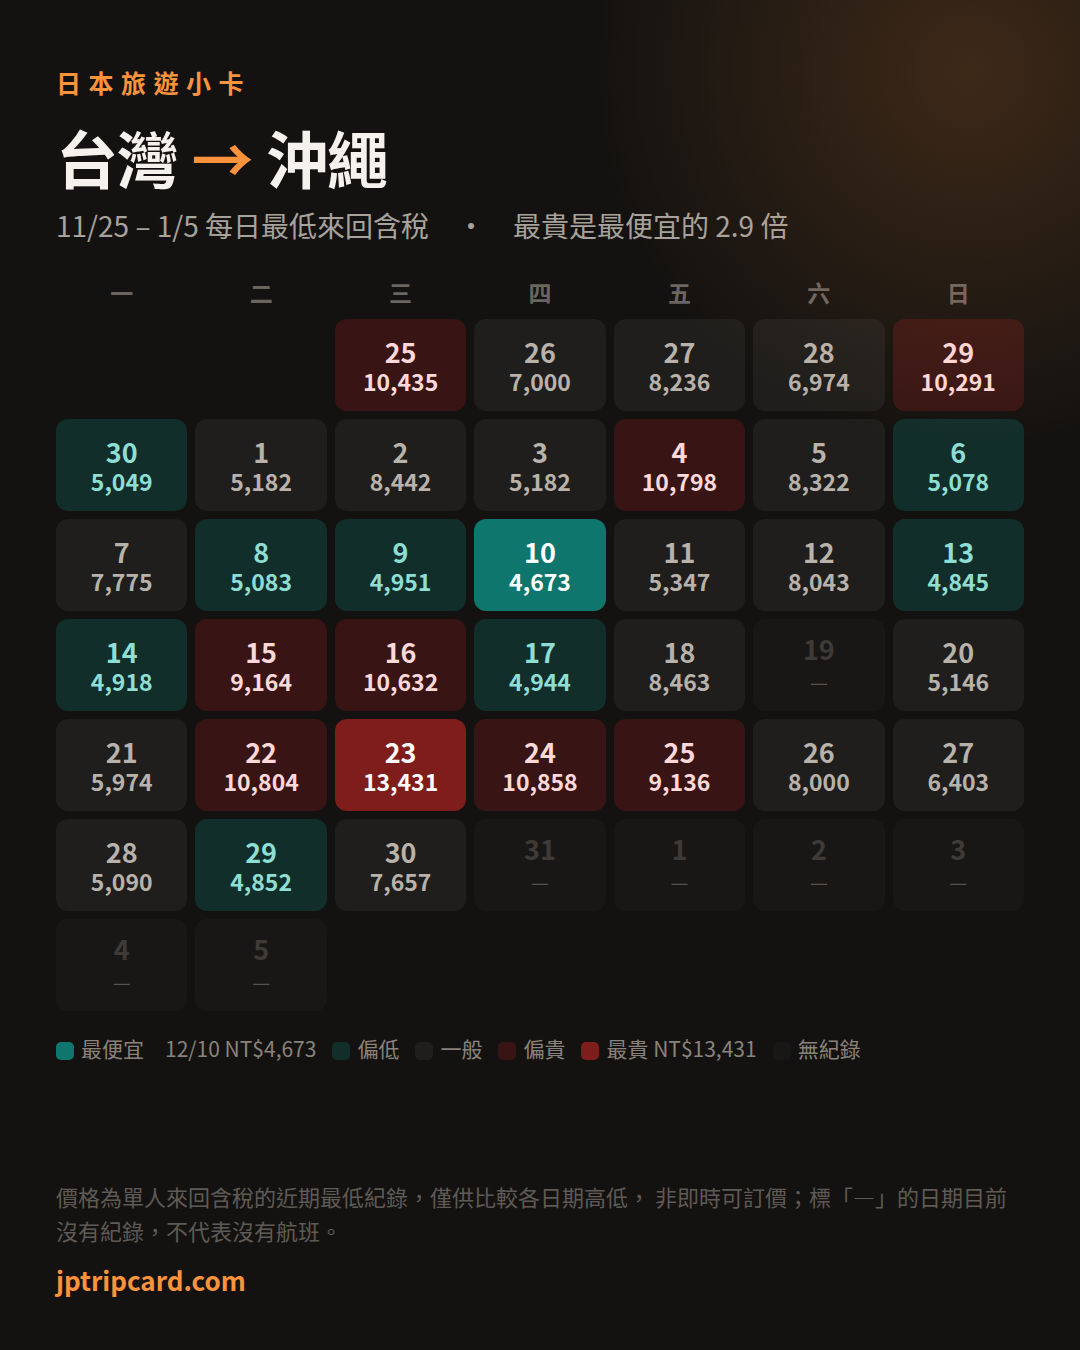 日本旅遊小卡
台灣 → 沖繩
11/25 – 1/5 每日最低來回含稅 ・ 最貴是最便宜的 2.9 倍
一 二 三 四 五 六 日
25 26 27 28 29
10,435 7,000 8,236 6,974 10,291
30 1 2 3 4 5 6
5,049 5,182 8,442 5,182 10,798 8,322 5,078
7 8 9 10 11 12 13
7,775 5,083 4,951 4,673 5,347 8,043 4,845
14 15 16 17 18 19 20
4,918 9,164 10,632 4,944 8,463 — 5,146
21 22 23 24 25 26 27
5,974 10,804 13,431 10,858 9,136 8,000 6,403
28 29 30 31 1 2 3
5,090 4,852 7,657 — — — —
4 5
— —
最便宜 12/10 NT$4,673 偏低 一般 偏貴 最貴 NT$13,431 無紀錄
價格為單人來回含稅的近期最低紀錄，僅供比較各日期高低， 非即時可訂價；標「—」的日期目前
沒有紀錄，不代表沒有航班。
jptripcard.com